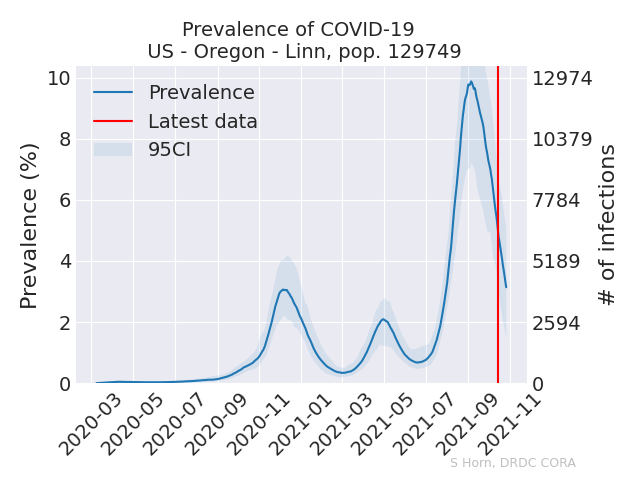 Prevalence of COVID-19
US - Oregon - Linn, pop. 129749
Prevalence
Latest data
95CI
Prevalence (%)
10
8
6
4
2
0
12974
10379
7784
5189
2594
0
# of infections
2020-03
2020-05
2020-07
2020-09
2020-11
2021-01
2021-03
2021-05
2021-07
2021-09
2021-11
S Horn, DRDC CORA